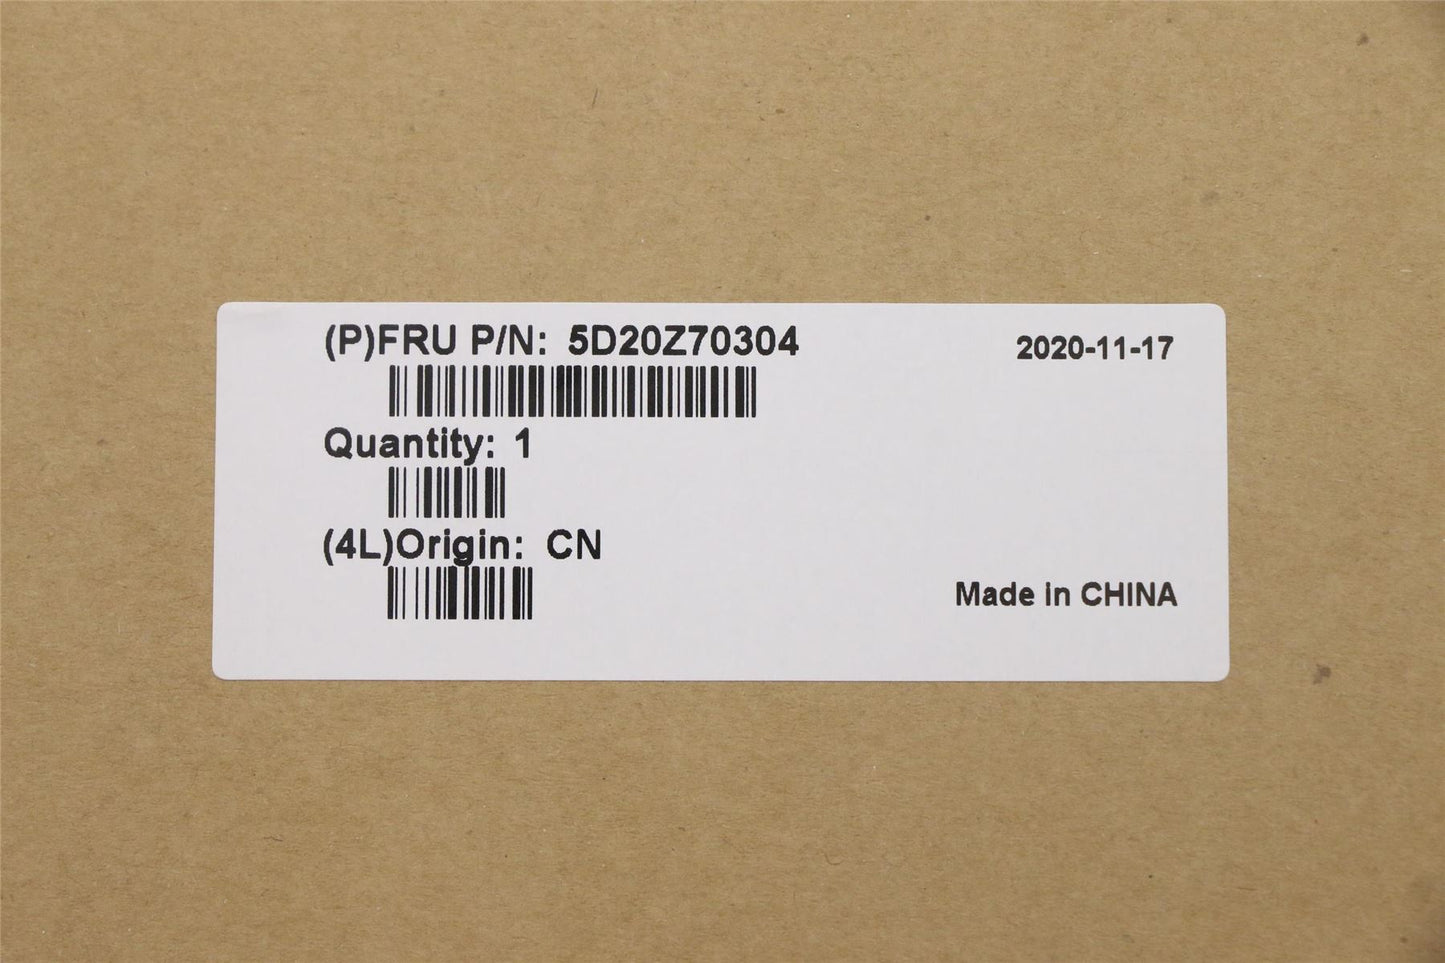 (P)FRU P/N: 5D20Z70304
2020-11-17
Quantity: 1
(4L)Origin: CN
Made in CHINA